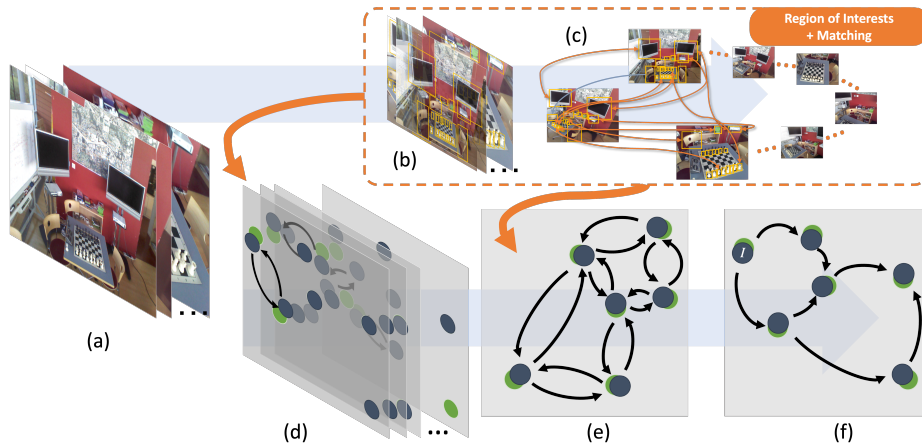 Region of Interests
+ Matching
(c)
(b)
...
(a)
...
I
(d)
...
(e)
(f)